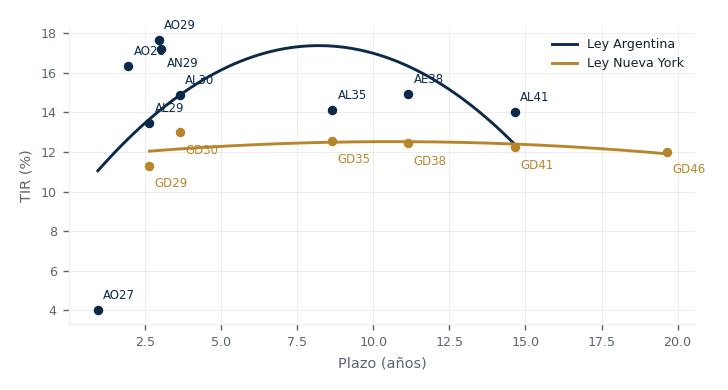 18
16
14
12
10
8
6
4
TIR (%)
AO29
AN29
AL30
AL29
AE38
AL35
AL41
GD30
GD29
GD35
GD38
GD41
GD46
AO27
Ley Argentina
Ley Nueva York
2.5
5.0
7.5
10.0
12.5
15.0
17.5
20.0
Plazo (años)